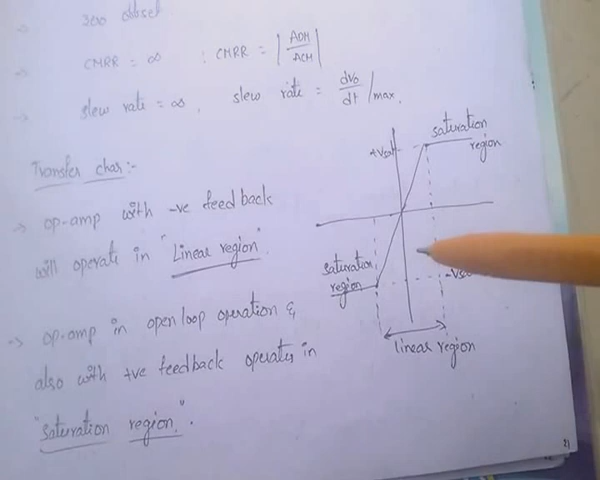 zero offset
CMRR = ∞ : CMRR = |ADM/ACM|
slew rate = ∞, slew rate = dvo/dt / max.
Transfer char:-
→ op-amp with -ve feedback
will operate in "Linear region"
→ op-amp in open loop operation &
also with +ve feedback operates in
"saturation region".
+Vsat
saturation
region
saturation
region
linear region